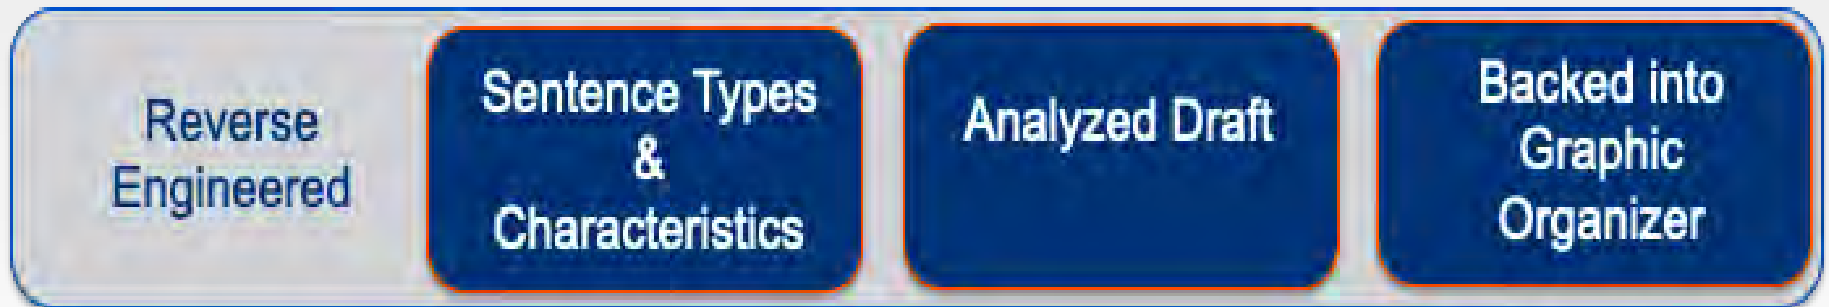 Reverse
Engineered
Sentence Types
&
Characteristics
Analyzed Draft
Backed into
Graphic
Organizer